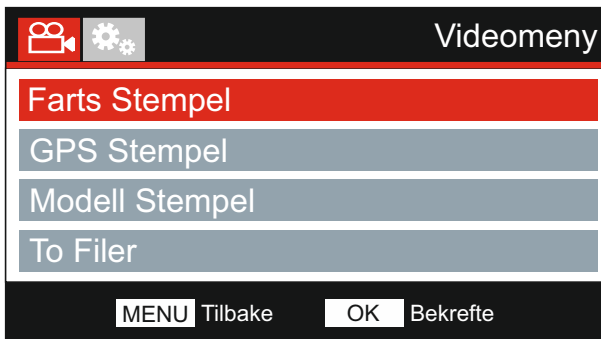 Videomeny
Farts Stempel
GPS Stempel
Modell Stempel
To Filer
MENU Tilbake OK Bekrefte